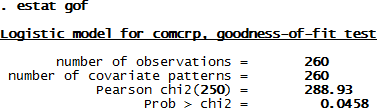 . estat gof
Logistic model for comcrp, goodness-of-fit test
number of observations = 260
number of covariate patterns = 260
Pearson chi2(250) = 288.93
Prob > chi2 = 0.0458